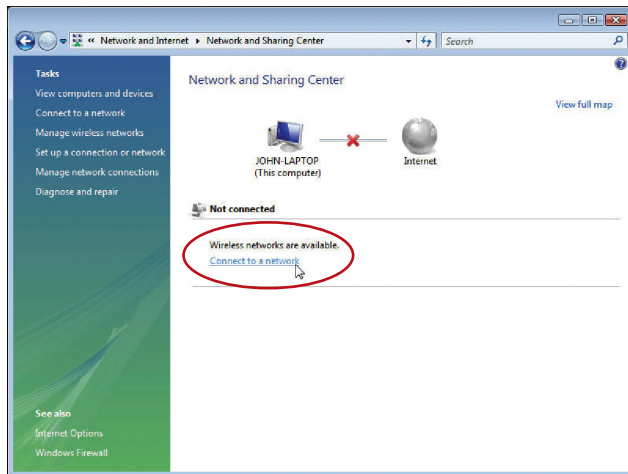 « Network and Internet ▸ Network and Sharing Center
Search
Tasks
View computers and devices
Connect to a network
Manage wireless networks
Set up a connection or network
Manage network connections
Diagnose and repair
See also
Internet Options
Windows Firewall
Network and Sharing Center
View full map
JOHN-LAPTOP
(This computer)
Internet
Not connected
Wireless networks are available.
Connect to a network